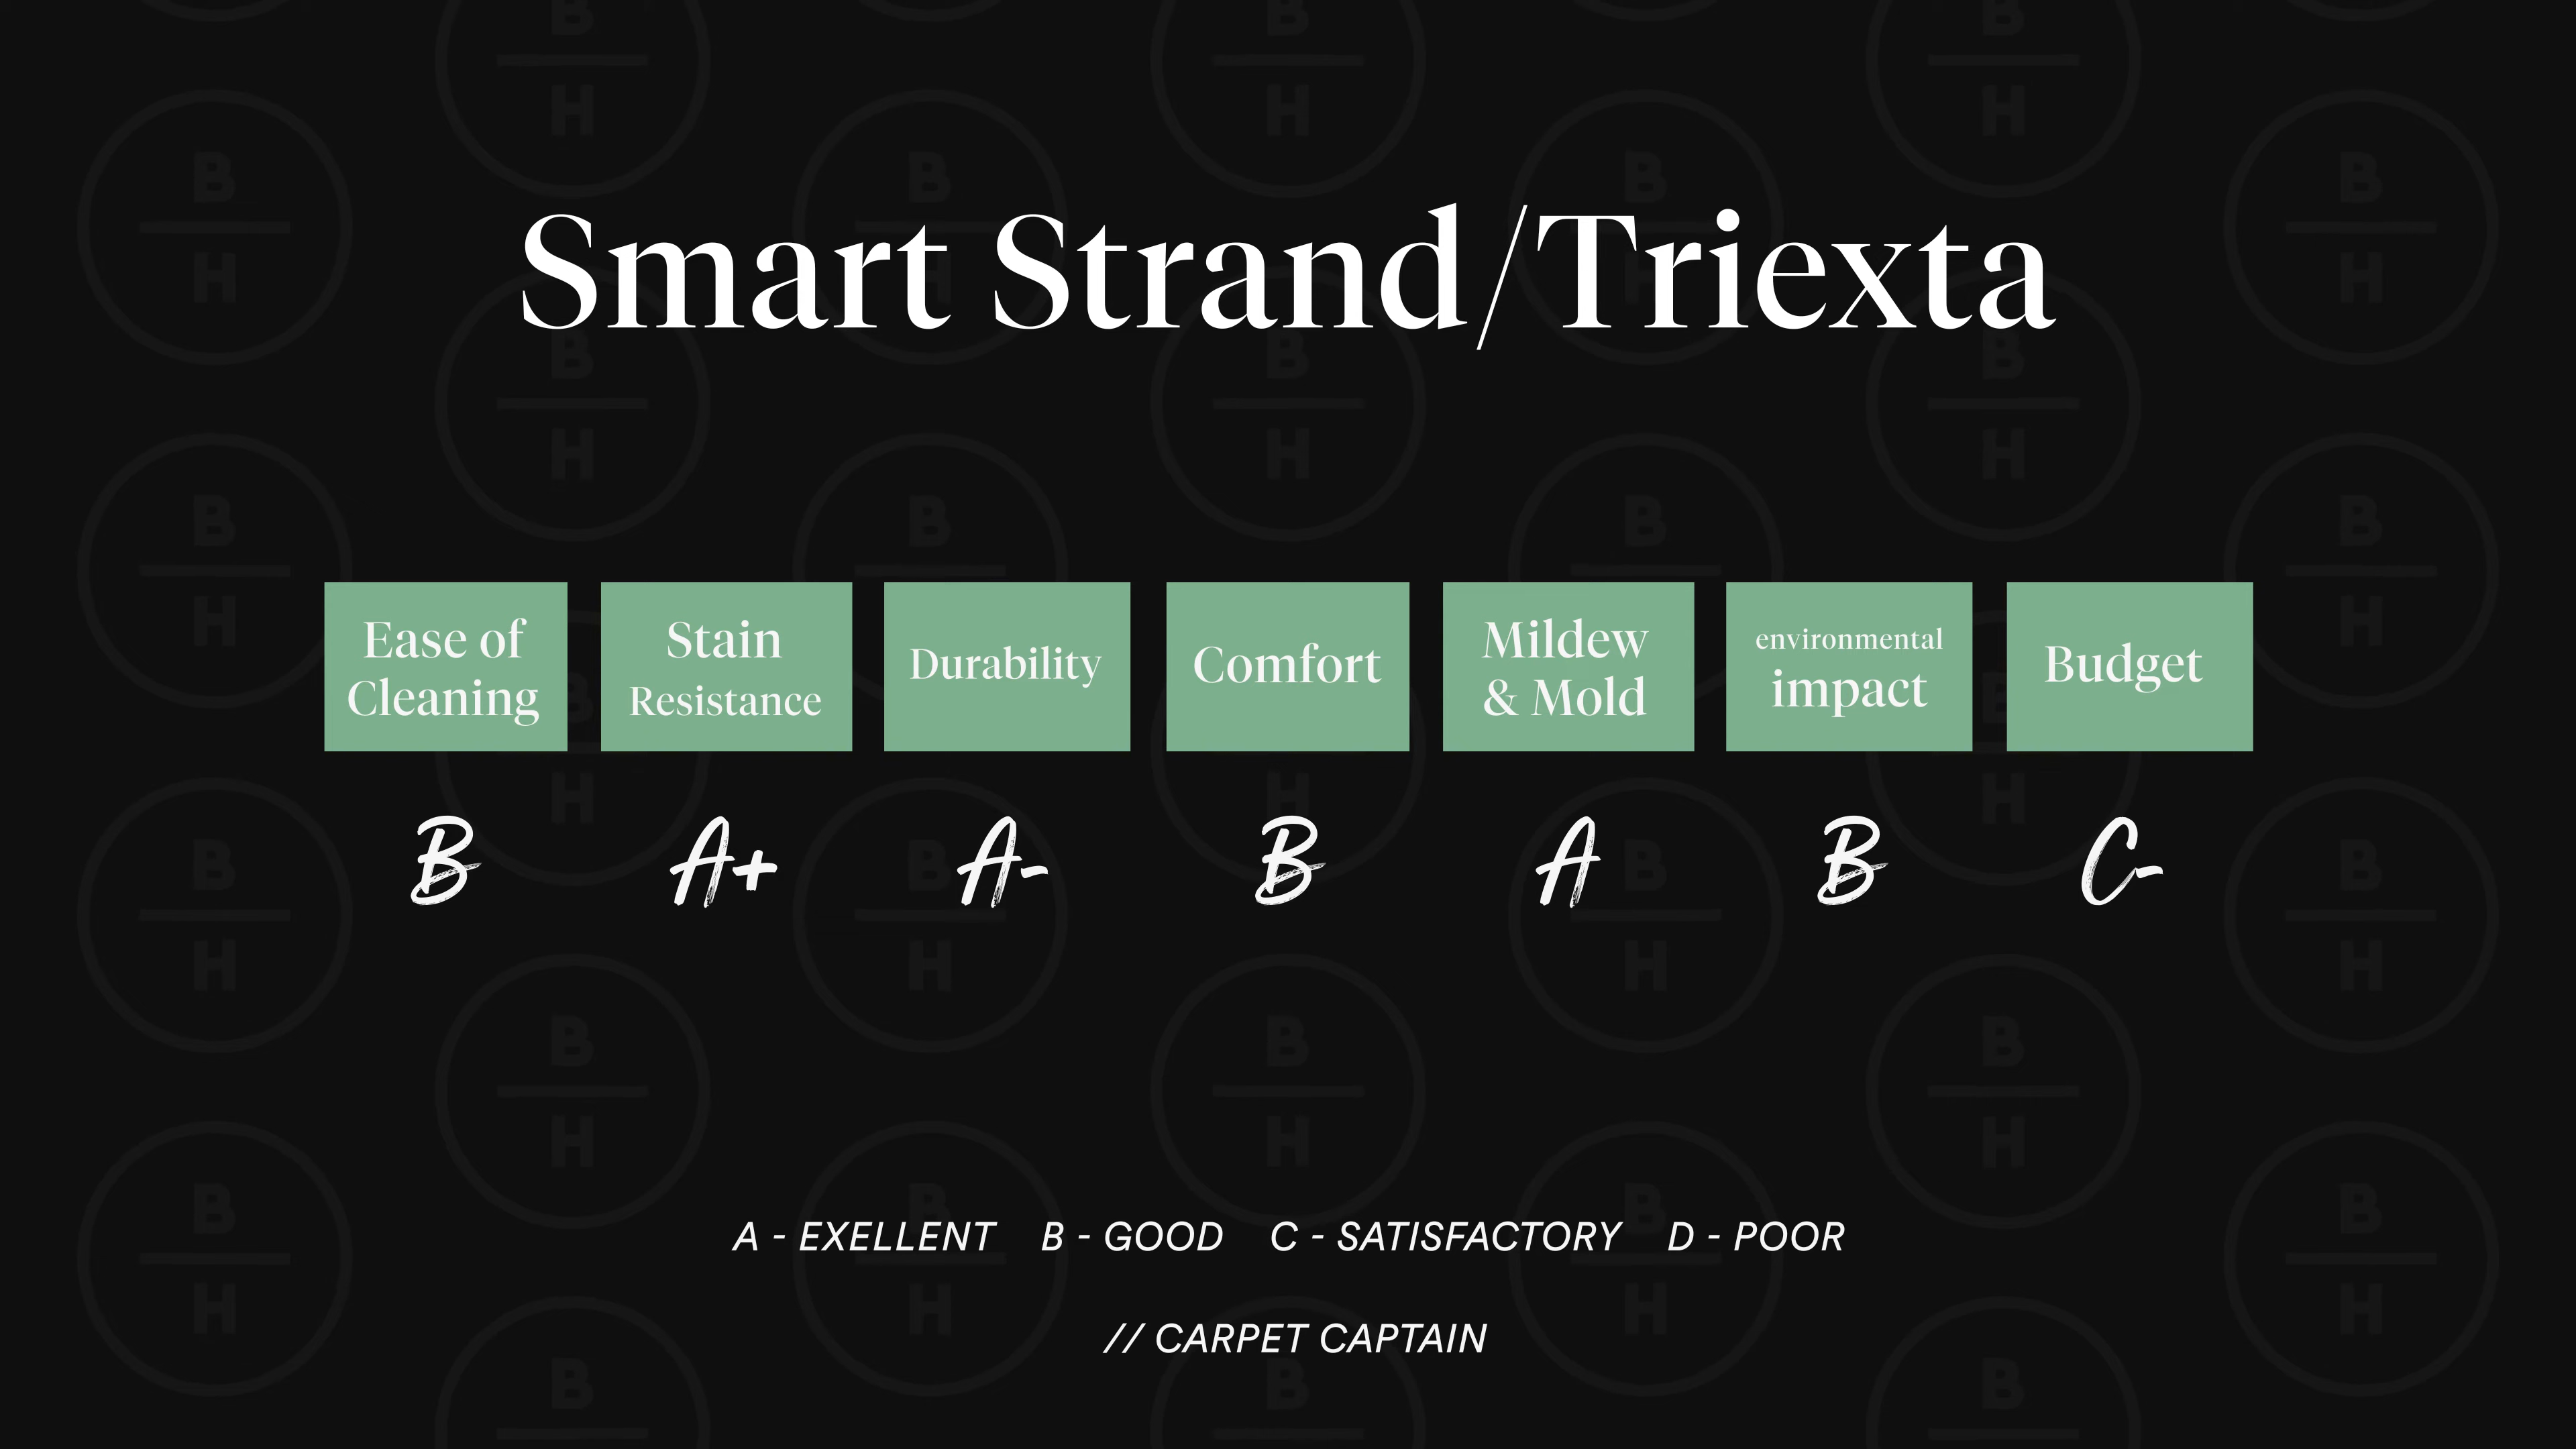 Smart Strand/Triexta
Ease of
Cleaning
Stain
Resistance
Durability
Comfort
Mildew
& Mold
environmental
impact
Budget
B
A+
A-
B
A
B
C-
A - EXELLENT B - GOOD C - SATISFACTORY D - POOR
// CARPET CAPTAIN
B
H